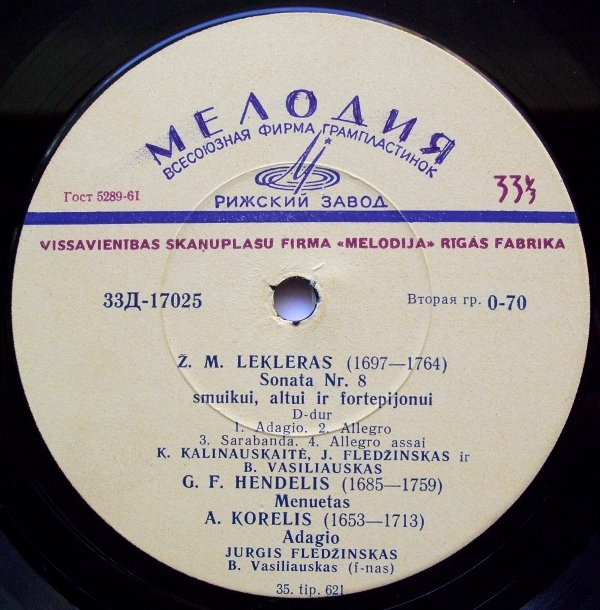 МЕЛОДИЯ
ВСЕСОЮЗНАЯ ФИРМА ГРАМПЛАСТИНОК
Гост 5289-61
33⅓
РИЖСКИЙ ЗАВОД
VISSAVIENĪBAS SKAŅUPLAŠU FIRMA «MELODIJA» RĪGAS FABRIKA
33Д-17025
Вторая гр. 0-70
Ž. M. LEKLERAS (1697—1764)
Sonata Nr. 8
smuikui, altui ir fortepijonui
D-dur
1. Adagio. 2. Allegro
3. Sarabanda. 4. Allegro assai
K. KALINAUSKAITĖ, J. FLEDŽINSKAS ir
B. VASILIAUSKAS
G. F. HENDELIS (1685—1759)
Menuetas
A. KORELIS (1653—1713)
Adagio
JURGIS FLEDŽINSKAS
B. Vasiliauskas (f-nas)
35. tip. 621